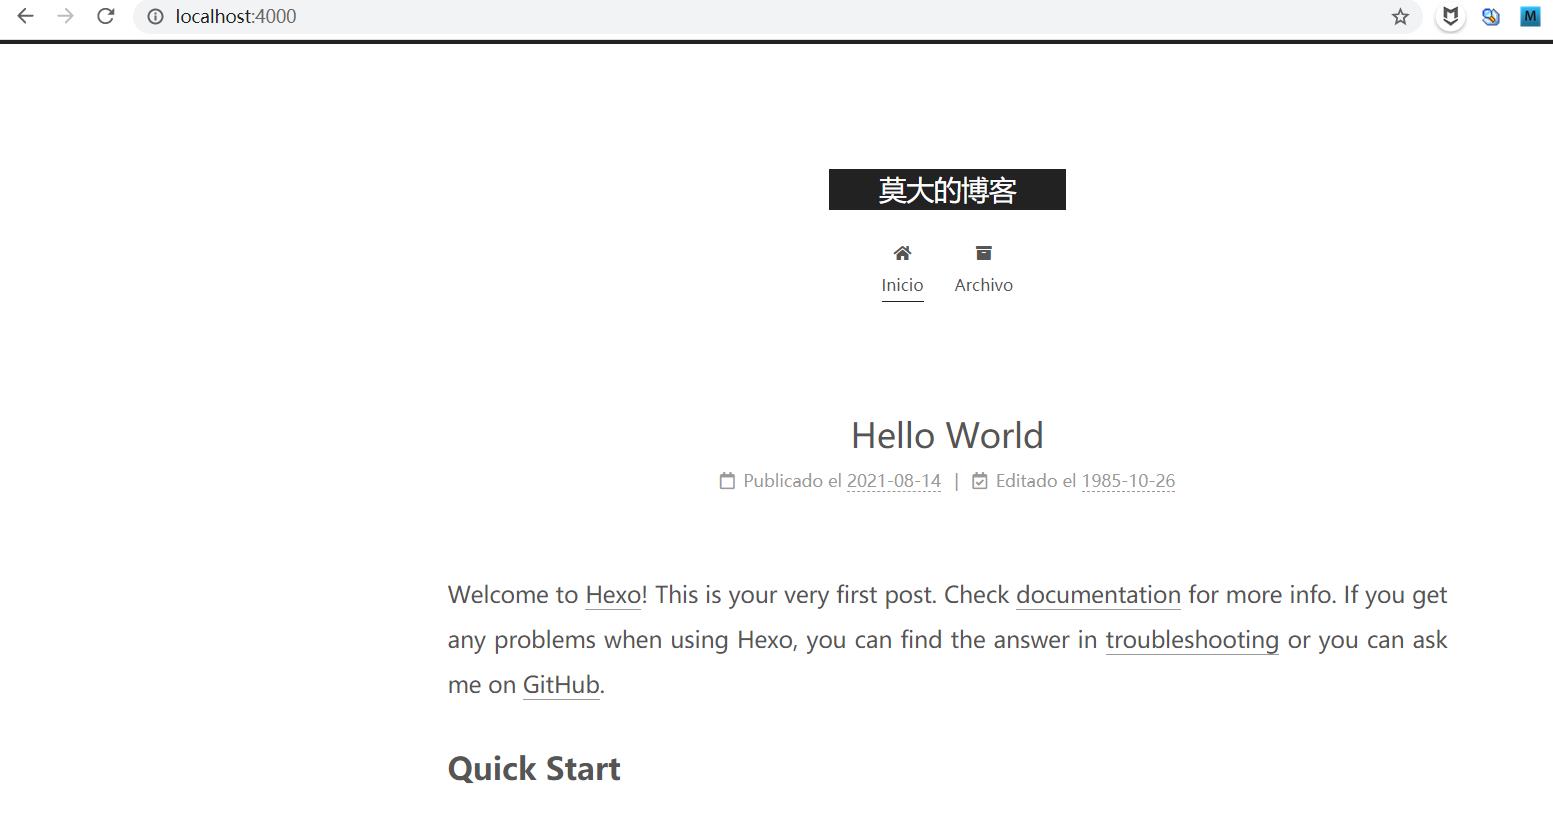 localhost:4000
M
莫大的博客
Inicio Archivo
Hello World
Publicado el 2021-08-14 | Editado el 1985-10-26
Welcome to Hexo! This is your very first post. Check documentation for more info. If you get
any problems when using Hexo, you can find the answer in troubleshooting or you can ask
me on GitHub.
Quick Start